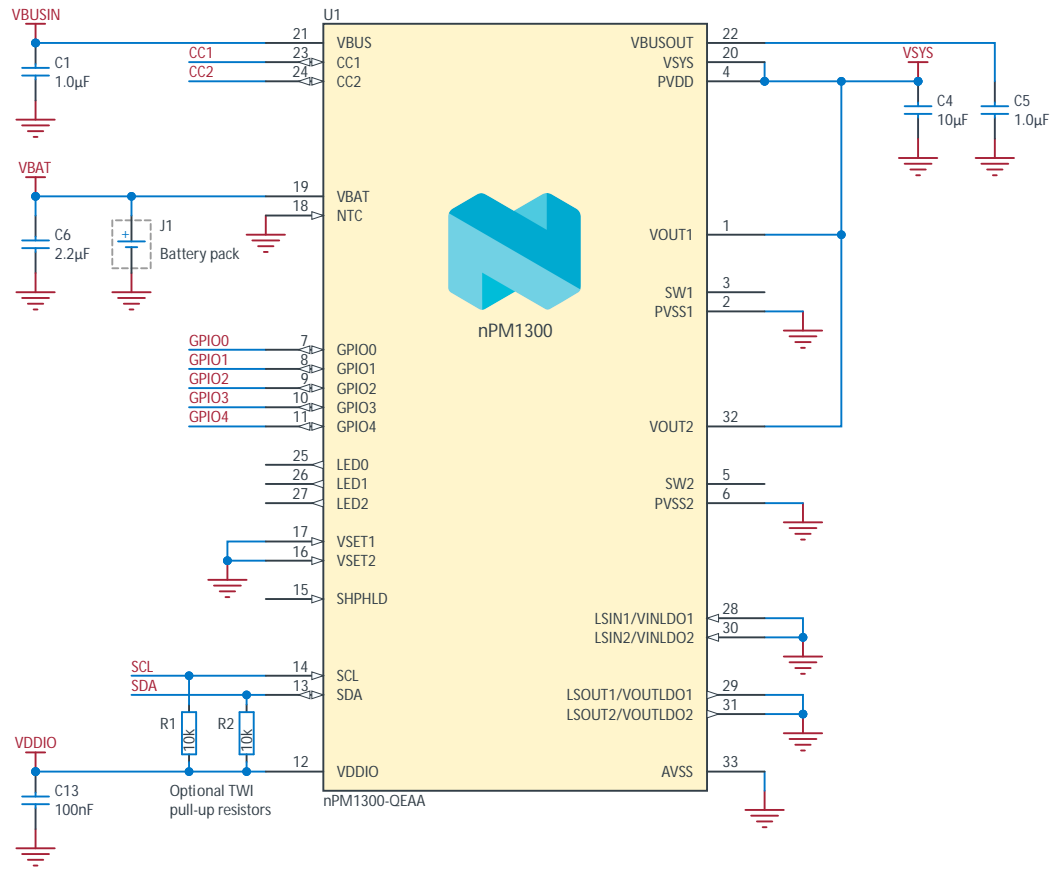 VBUSIN
C1
1.0µF
CC1
CC2
VBAT
C6
2.2µF
J1
+
Battery pack
GPIO0
GPIO1
GPIO2
GPIO3
GPIO4
SCL
SDA
R1
10k
R2
10k
VDDIO
C13
100nF
Optional TWI
pull-up resistors
U1
21 VBUS
23 CC1
24 CC2
19 VBAT
18 NTC
7 GPIO0
8 GPIO1
9 GPIO2
10 GPIO3
11 GPIO4
25 LED0
26 LED1
27 LED2
17 VSET1
16 VSET2
15 SHPHLD
14 SCL
13 SDA
12 VDDIO
nPM1300
nPM1300-QEAA
VBUSOUT 22
VSYS 20
PVDD 4
VOUT1 1
SW1 3
PVSS1 2
VOUT2 32
SW2 5
PVSS2 6
LSIN1/VINLDO1 28
LSIN2/VINLDO2 30
LSOUT1/VOUTLDO1 29
LSOUT2/VOUTLDO2 31
AVSS 33
VSYS
C4
10µF
C5
1.0µF